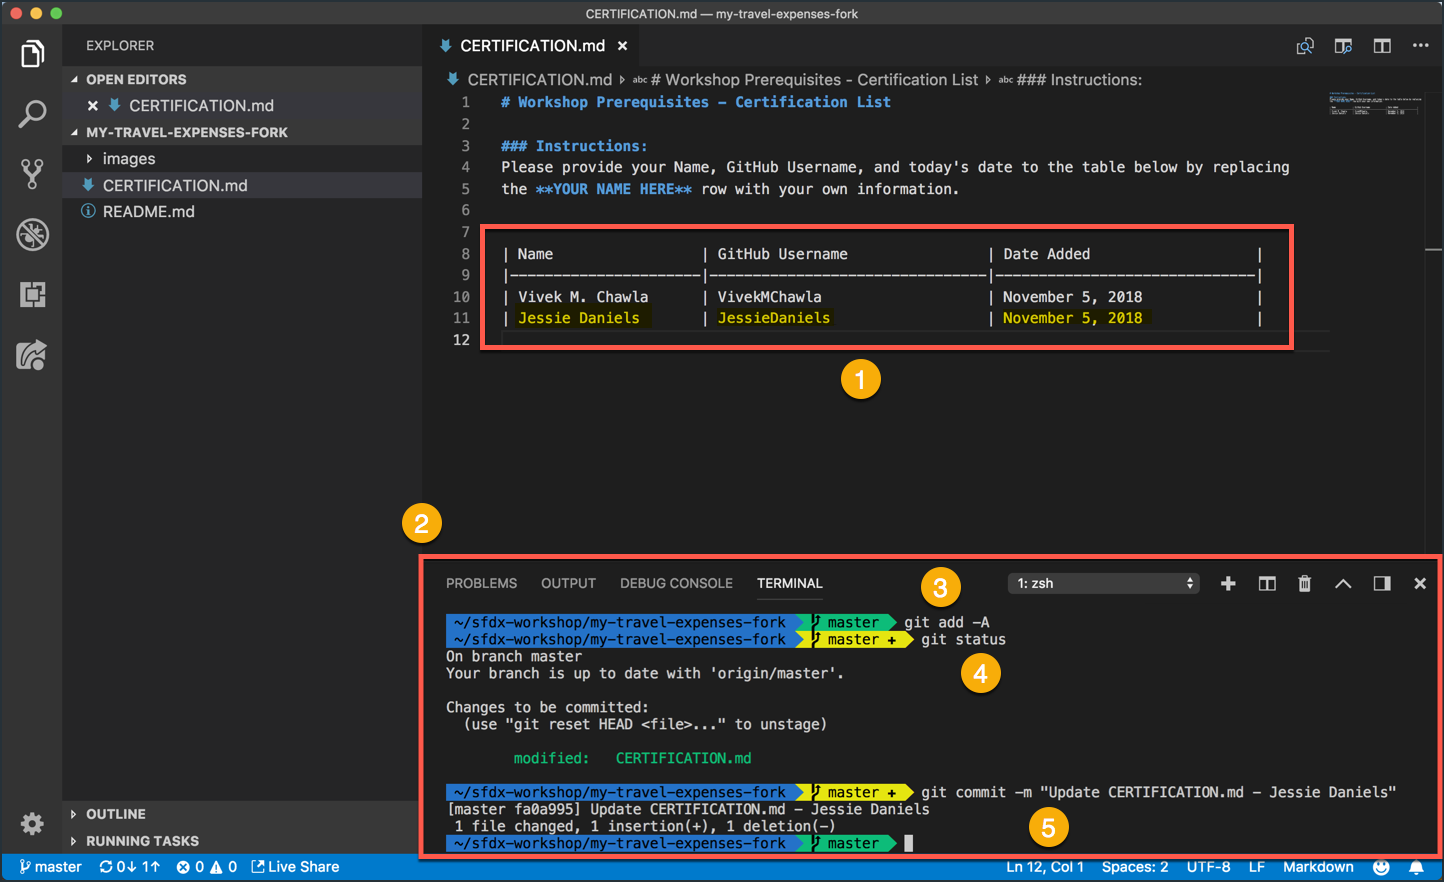 CERTIFICATION.md — my-travel-expenses-fork
EXPLORER
OPEN EDITORS
CERTIFICATION.md
MY-TRAVEL-EXPENSES-FORK
images
CERTIFICATION.md
README.md
OUTLINE
RUNNING TASKS
CERTIFICATION.md
CERTIFICATION.md abc # Workshop Prerequisites - Certification List abc ### Instructions:
1 # Workshop Prerequisites – Certification List
2
3 ### Instructions:
4 Please provide your Name, GitHub Username, and today's date to the table below by replacing
5 the **YOUR NAME HERE** row with your own information.
6
7
8 | Name | GitHub Username | Date Added |
9 |----------------------|--------------------------------|------------------------------|
10 | Vivek M. Chawla | VivekMChawla | November 5, 2018 |
11 | Jessie Daniels | JessieDaniels | November 5, 2018 |
12
1
2
PROBLEMS OUTPUT DEBUG CONSOLE TERMINAL 3 1: zsh
~/sfdx-workshop/my-travel-expenses-fork master git add -A
~/sfdx-workshop/my-travel-expenses-fork master + git status
On branch master
Your branch is up to date with 'origin/master'.
4
Changes to be committed:
(use "git reset HEAD <file>..." to unstage)
modified: CERTIFICATION.md
~/sfdx-workshop/my-travel-expenses-fork master + git commit -m "Update CERTIFICATION.md – Jessie Daniels"
[master fa0a995] Update CERTIFICATION.md – Jessie Daniels
1 file changed, 1 insertion(+), 1 deletion(-)
5
~/sfdx-workshop/my-travel-expenses-fork master
master 0↓ 1↑ 0 0 Live Share Ln 12, Col 1 Spaces: 2 UTF-8 LF Markdown